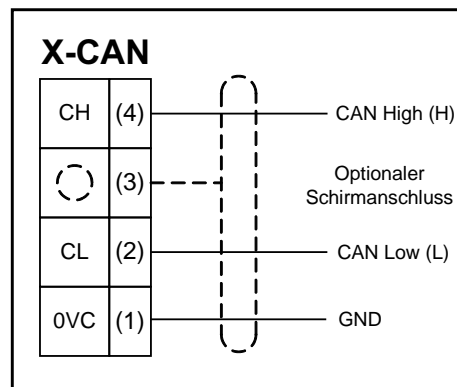 X-CAN
CH (4) CAN High (H)
(3) Optionaler
Schirmanschluss
CL (2) CAN Low (L)
0VC (1) GND